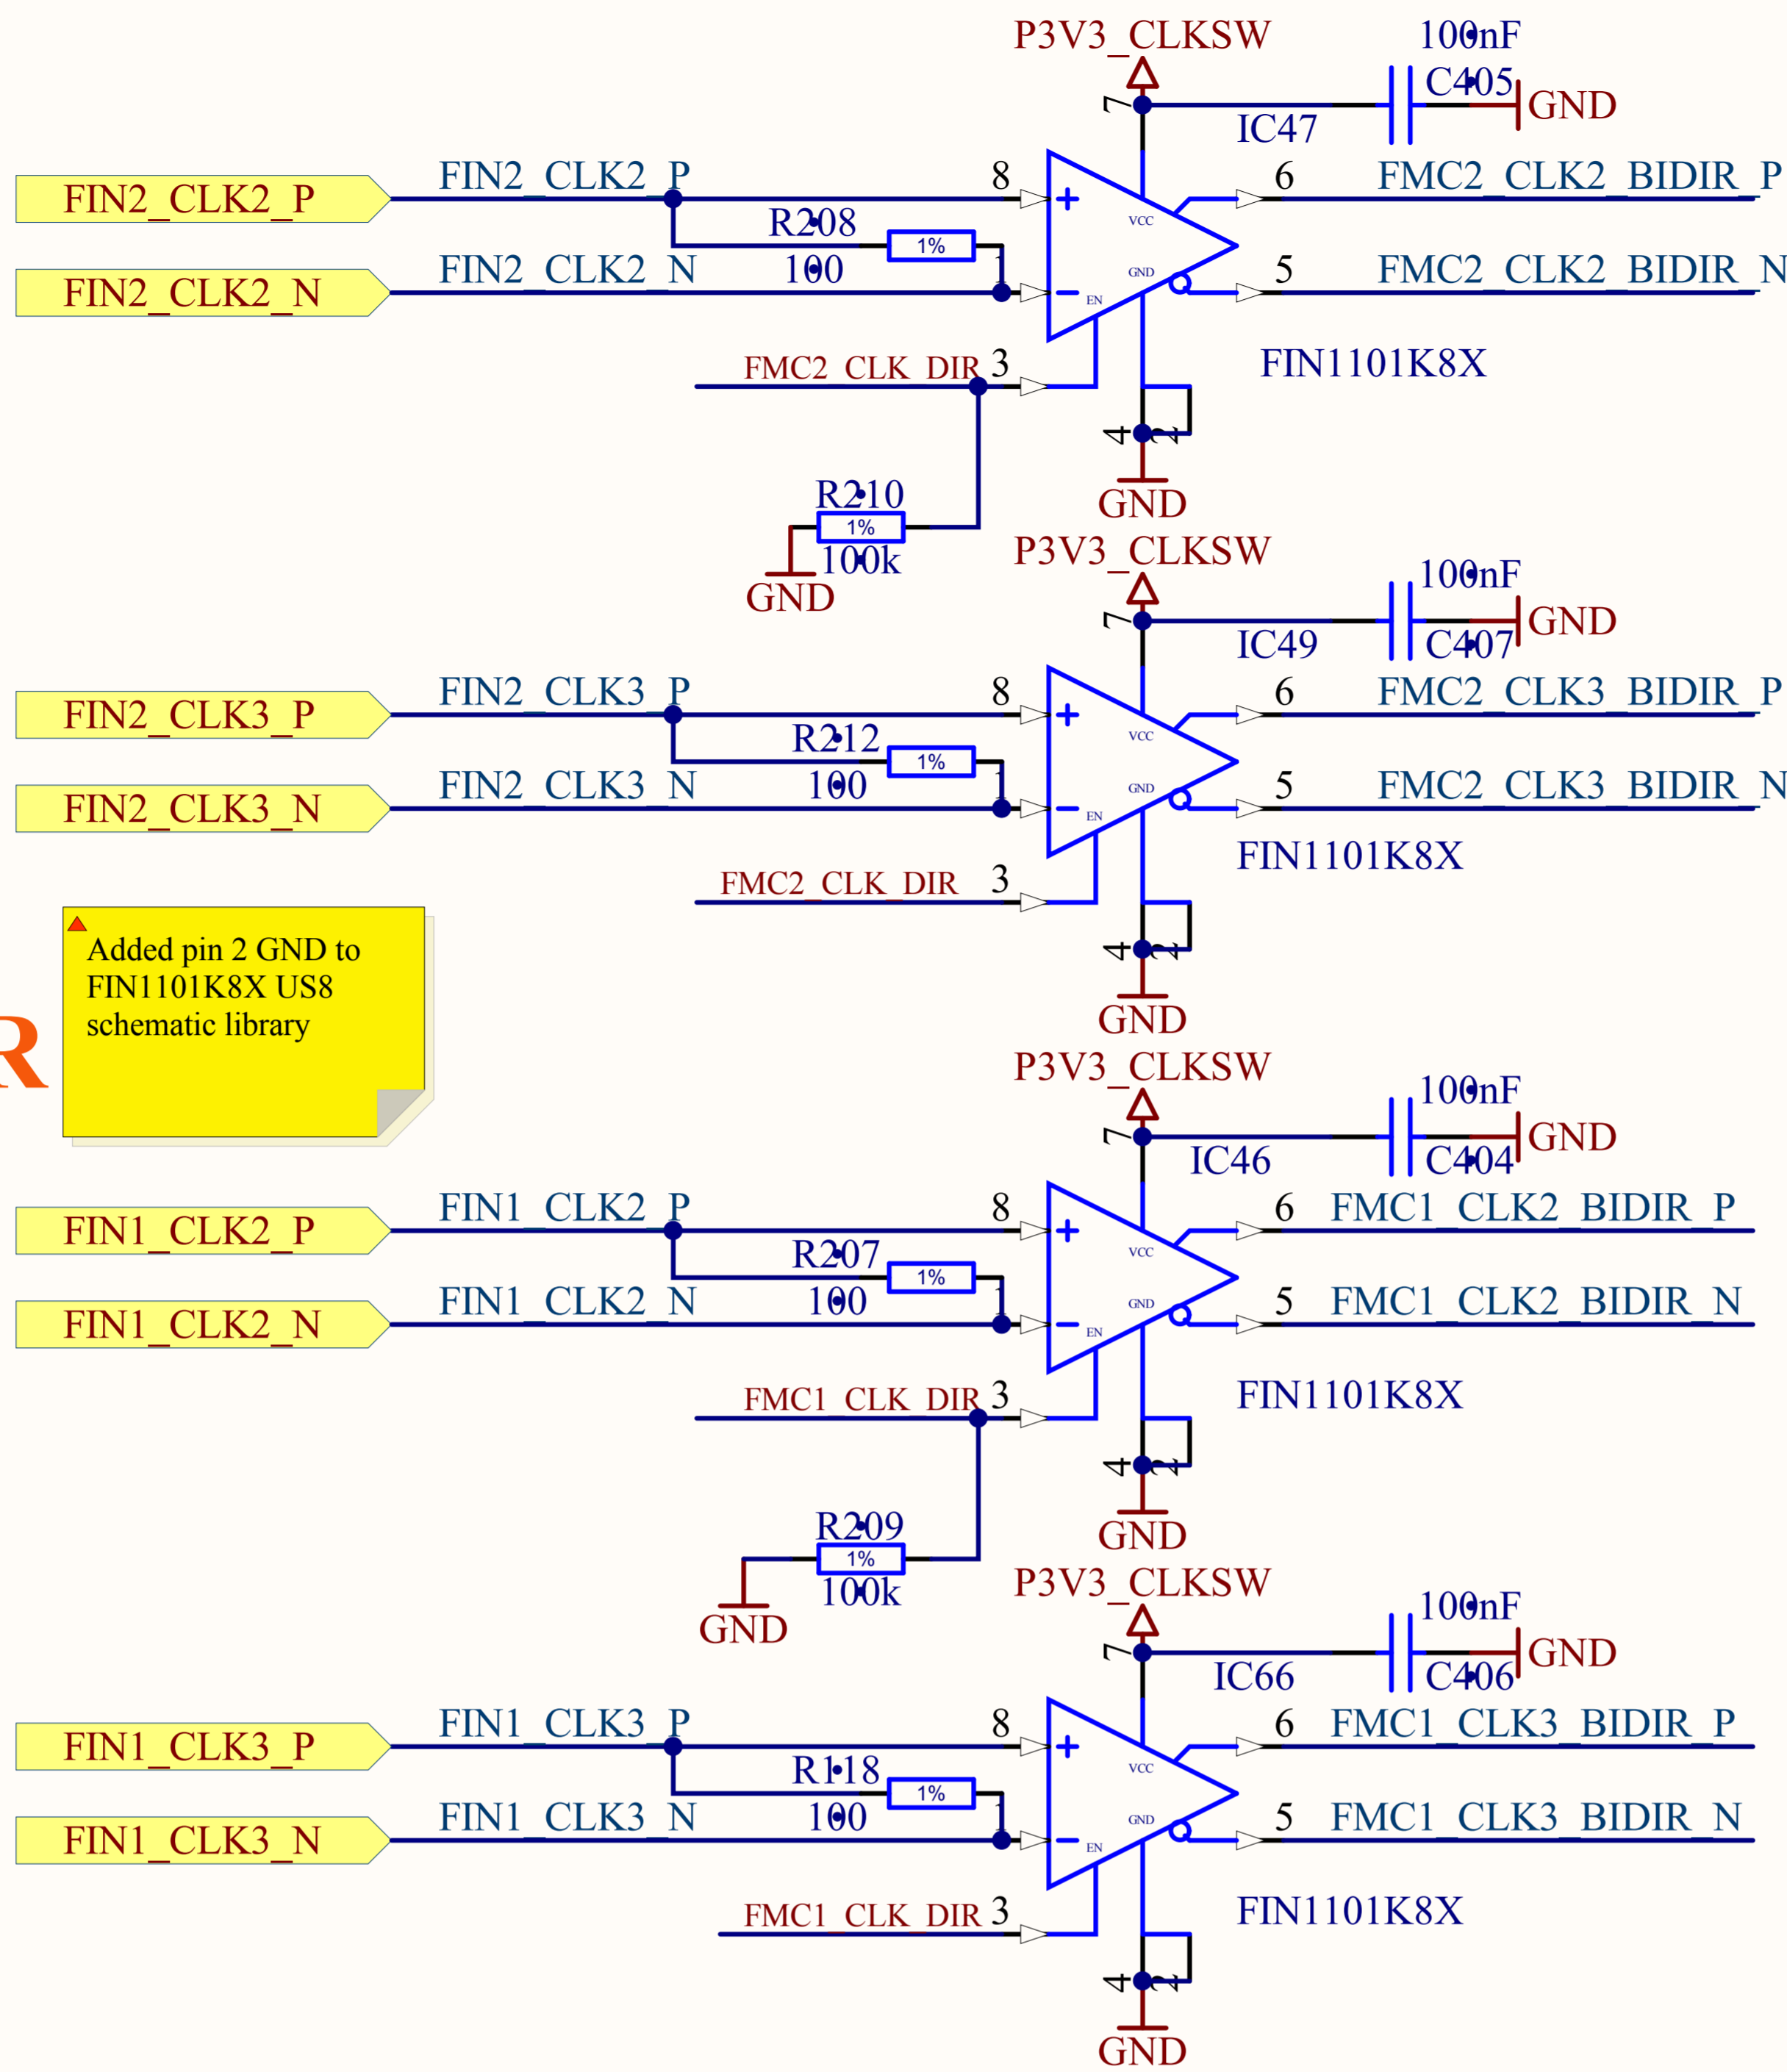 P3V3_CLKSW
100nF
C405
GND
7
IC47
FIN2_CLK2_P
FIN2_CLK2_P
8
6
FMC2_CLK2_BIDIR_P
R208
1%
+
VCC
100
1
FIN2_CLK2_N
FIN2_CLK2_N
GND
EN
5
FMC2_CLK2_BIDIR_N
FMC2_CLK_DIR
3
FIN1101K8X
4
2
GND
R210
1%
100k
GND
P3V3_CLKSW
100nF
7
GND
IC49
C407
FIN2_CLK3_P
FIN2_CLK3_P
8
6
FMC2_CLK3_BIDIR_P
R212
1%
+
VCC
100
1
FIN2_CLK3_N
FIN2_CLK3_N
GND
EN
5
FMC2_CLK3_BIDIR_N
FMC2_CLK_DIR
3
FIN1101K8X
4
2
GND
Added pin 2 GND to
FIN1101K8X US8
schematic library
R
P3V3_CLKSW
100nF
7
GND
IC46
C404
FIN1_CLK2_P
FIN1_CLK2_P
8
6
FMC1_CLK2_BIDIR_P
R207
1%
+
VCC
100
1
FIN1_CLK2_N
FIN1_CLK2_N
GND
EN
5
FMC1_CLK2_BIDIR_N
FMC1_CLK_DIR
3
FIN1101K8X
4
2
GND
R209
1%
100k
GND
P3V3_CLKSW
100nF
7
GND
IC66
C406
FIN1_CLK3_P
FIN1_CLK3_P
8
6
FMC1_CLK3_BIDIR_P
R118
1%
+
VCC
100
1
FIN1_CLK3_N
FIN1_CLK3_N
GND
EN
5
FMC1_CLK3_BIDIR_N
FMC1_CLK_DIR
3
FIN1101K8X
4
2
GND